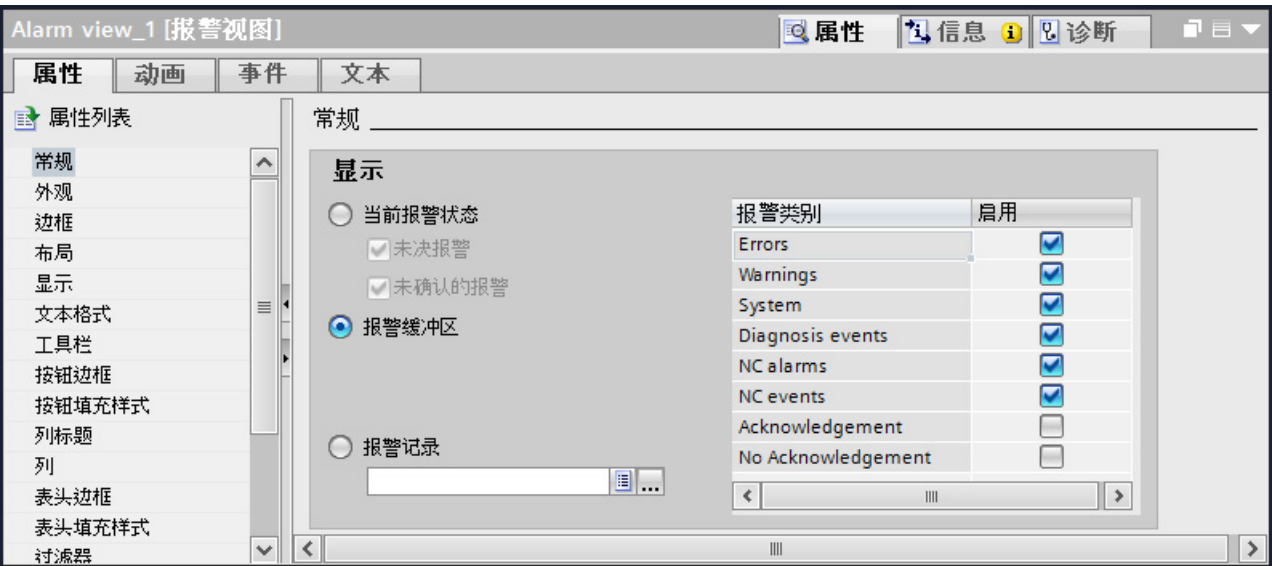 Alarm view_1 [报警视图]
属性 信息 诊断
属性 动画 事件 文本
属性列表
常规
外观
边框
布局
显示
文本格式
工具栏
按钮边框
按钮填充样式
列标题
列
表头边框
表头填充样式
过滤器
常规
显示
当前报警状态
未决报警
未确认的报警
报警缓冲区
报警记录
...
报警类别 启用
Errors
Warnings
System
Diagnosis events
NC alarms
NC events
Acknowledgement
No Acknowledgement